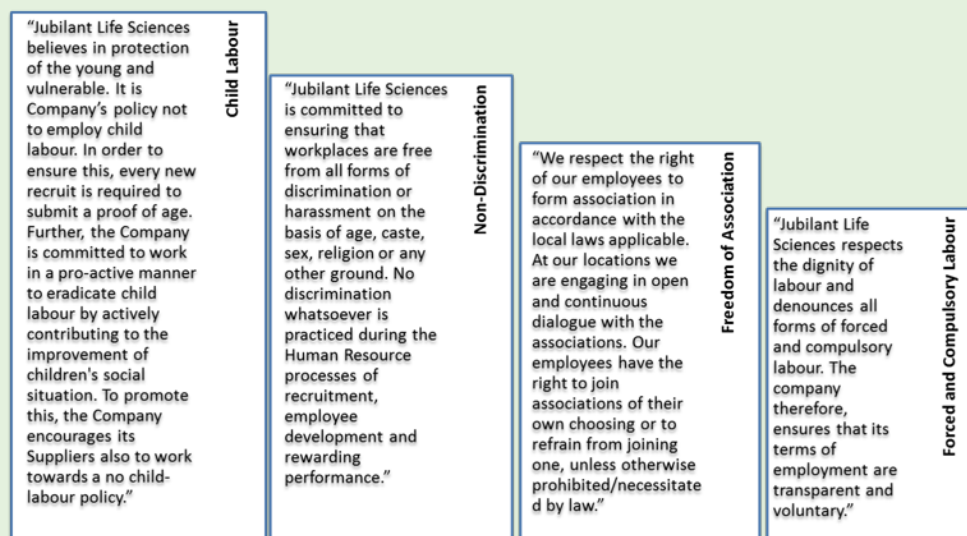 “Jubilant Life Sciences
believes in protection
of the young and
vulnerable. It is
Company’s policy not
to employ child
labour. In order to
ensure this, every new
recruit is required to
submit a proof of age.
Further, the Company
is committed to work
in a pro-active manner
to eradicate child
labour by actively
contributing to the
improvement of
children's social
situation. To promote
this, the Company
encourages its
Suppliers also to work
towards a no child-
labour policy.”
Child Labour
“Jubilant Life Sciences
is committed to
ensuring that
workplaces are free
from all forms of
discrimination or
harassment on the
basis of age, caste,
sex, religion or any
other ground. No
discrimination
whatsoever is
practiced during the
Human Resource
processes of
recruitment,
employee
development and
rewarding
performance.”
Non-Discrimination
“We respect the right
of our employees to
form association in
accordance with the
local laws applicable.
At our locations we
are engaging in open
and continuous
dialogue with the
associations. Our
employees have the
right to join
associations of their
own choosing or to
refrain from joining
one, unless otherwise
prohibited/necessitate
d by law.”
Freedom of Association
“Jubilant Life
Sciences respects
the dignity of
labour and
denounces all
forms of forced
and compulsory
labour. The
company
therefore,
ensures that its
terms of
employment are
transparent and
voluntary.”
Forced and Compulsory Labour